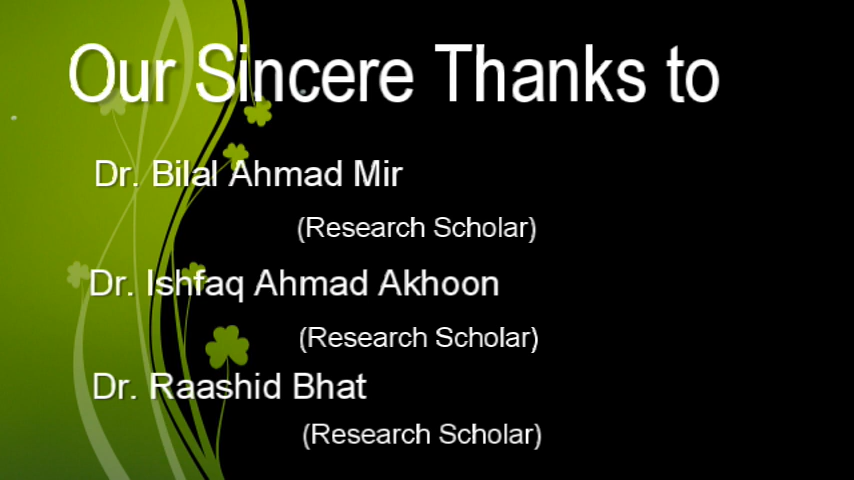 Our Sincere Thanks to
Dr. Bilal Ahmad Mir
(Research Scholar)
Dr. Ishfaq Ahmad Akhoon
(Research Scholar)
Dr. Raashid Bhat
(Research Scholar)